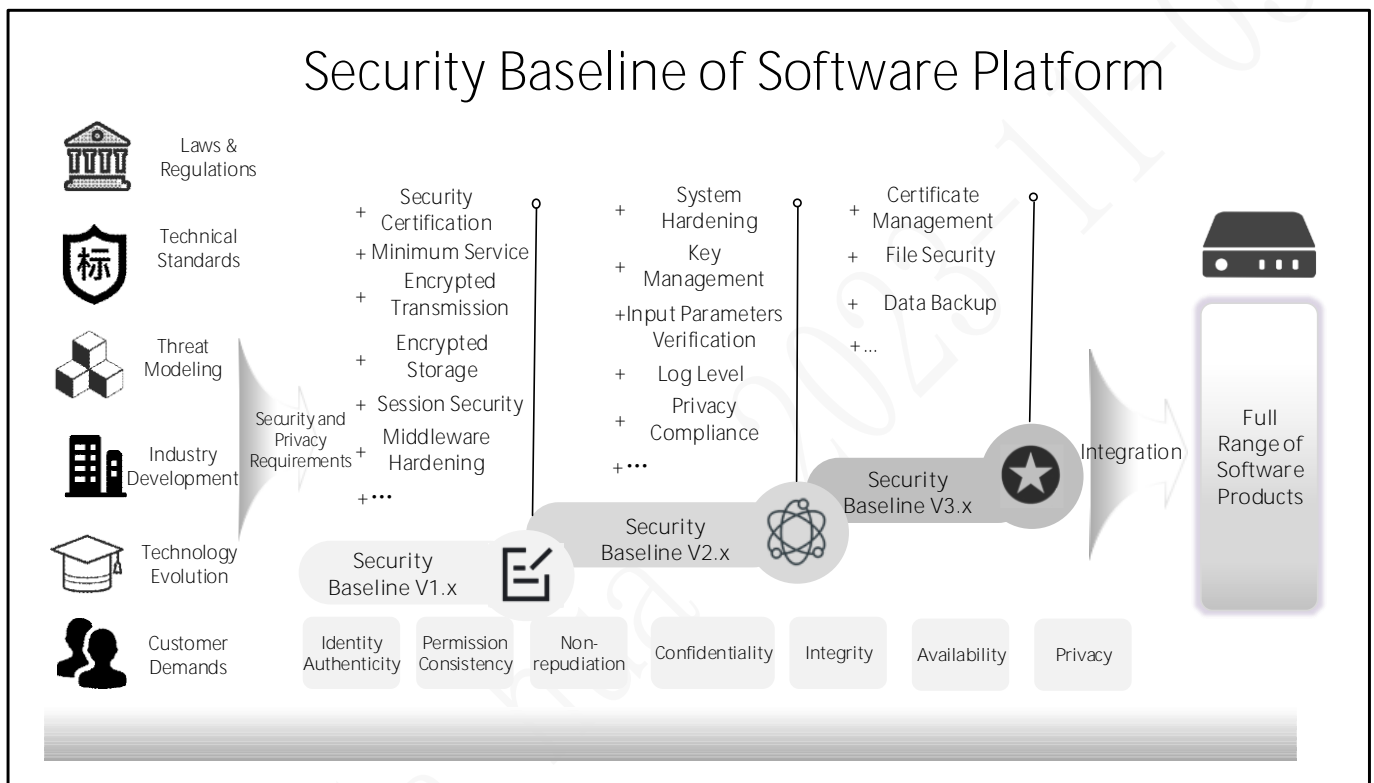 Security Baseline of Software Platform
Laws &
Regulations
Technical
Standards
标
Threat
Modeling
Industry
Development
Technology
Evolution
Customer
Demands
Security and
Privacy
Requirements
+ Security
Certification
+ Minimum Service
+ Encrypted
Transmission
+ Encrypted
Storage
+ Session Security
+ Middleware
Hardening
+ ...
Security
Baseline V1.x
+ System
Hardening
+ Key
Management
+Input Parameters
Verification
+ Log Level
+ Privacy
Compliance
+ ...
Security
Baseline V2.x
+ Certificate
Management
+ File Security
+ Data Backup
+ ...
Security
Baseline V3.x
Integration
Full
Range of
Software
Products
Identity
Authenticity
Permission
Consistency
Non-
repudiation
Confidentiality
Integrity
Availability
Privacy